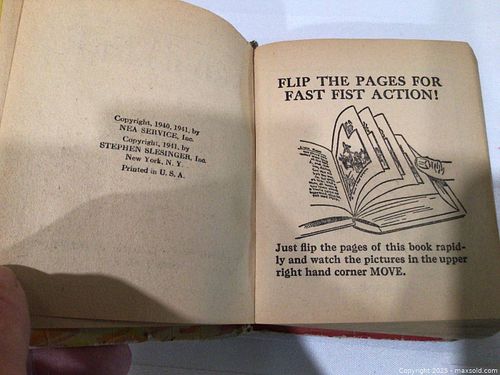 Copyright, 1940, 1941, by
NEA SERVICE, Inc.
Copyright, 1941, by
STEPHEN SLESINGER, Inc.
New York, N. Y.
Printed in U. S. A.
FLIP THE PAGES FOR
FAST FIST ACTION!
Just flip the pages of this book rapid-
ly and watch the pictures in the upper
right hand corner MOVE.
Copyright © 2025 - maxsold.com